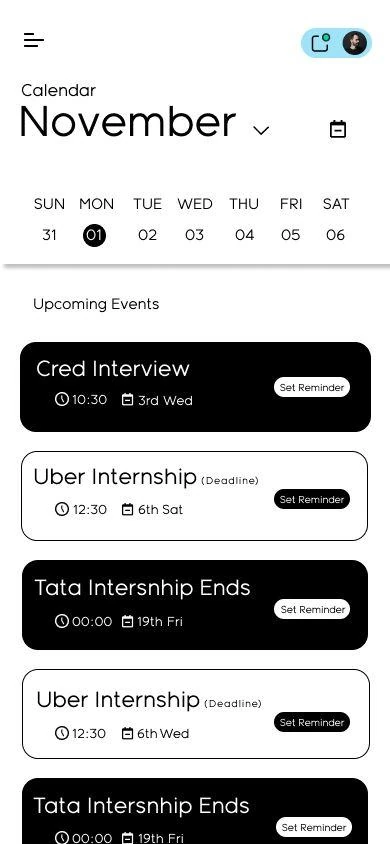 Calendar
November
SUN MON TUE WED THU FRI SAT
31 01 02 03 04 05 06
Upcoming Events
Cred Interview
Set Reminder
10:30 3rd Wed
Uber Internship (Deadline)
Set Reminder
12:30 6th Sat
Tata Intersnhip Ends
Set Reminder
00:00 19th Fri
Uber Internship (Deadline)
Set Reminder
12:30 6th Wed
Tata Intersnhip Ends
Set Reminder
00:00 19th Fri